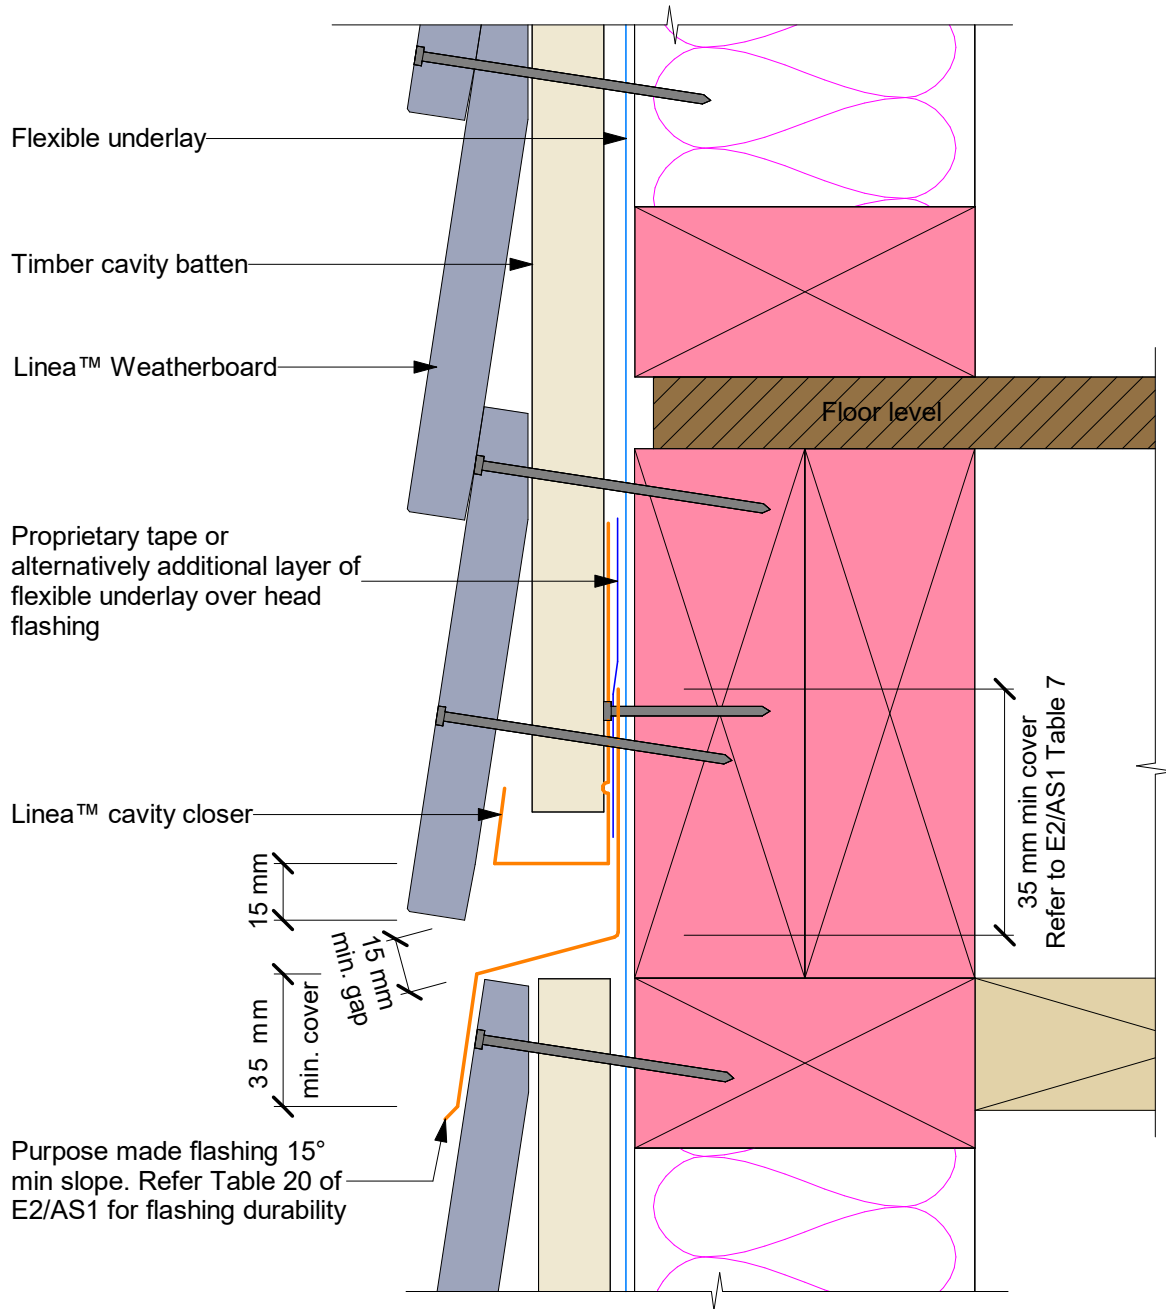 Flexible underlay
Timber cavity batten
Linea™ Weatherboard
Floor level
Proprietary tape or
alternatively additional layer of
flexible underlay over head
flashing
35 mm min cover
Refer to E2/AS1 Table 7
Linea™ cavity closer
15 mm
15 mm
min. gap
35 mm
min. cover
Purpose made flashing 15°
min slope. Refer Table 20 of
E2/AS1 for flashing durability